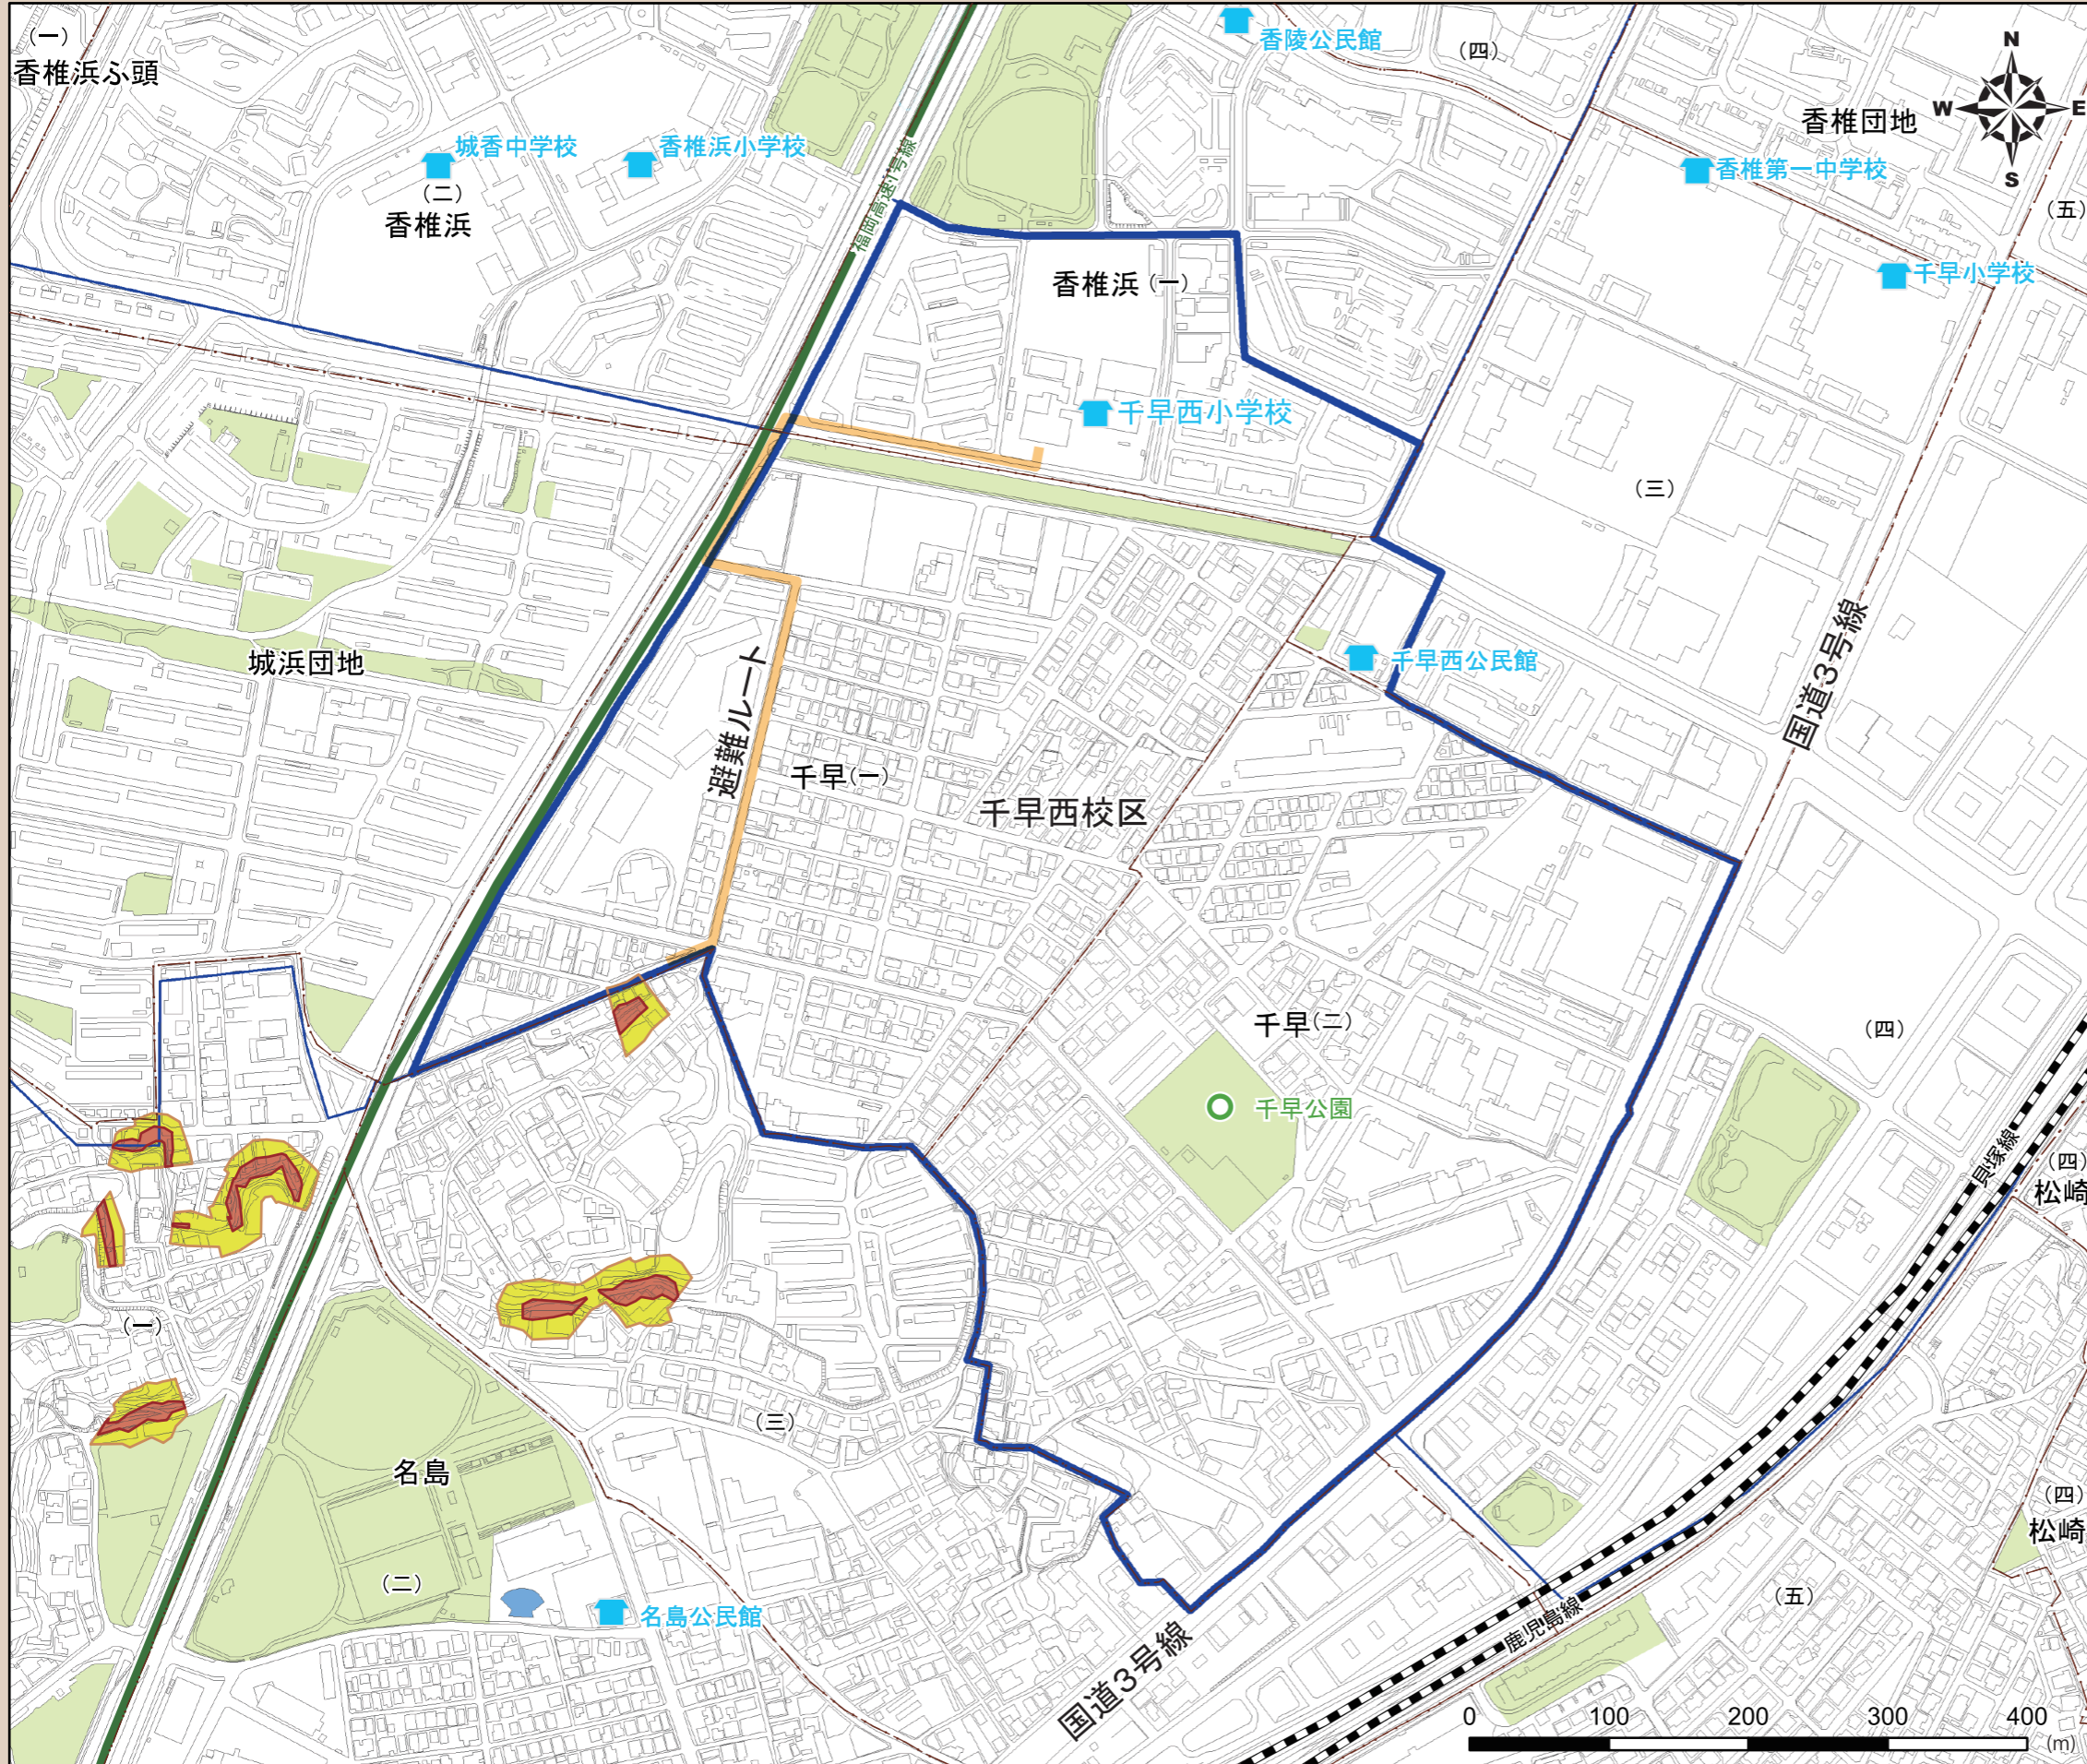 (一)
香椎浜ふ頭
香陵公民館
(四)
N
W
E
S
香椎団地
城香中学校
香椎浜小学校
(二)
香椎浜
福岡高速1号線
香椎第一中学校
(五)
千早小学校
香椎浜(一)
千早西小学校
(三)
城浜団地
千早西公民館
国道3号線
避難ルート
千早(一)
千早西校区
千早(二)
(四)
千早公園
貝塚線
(四)
松崎
(一)
(三)
名島
(二)
名島公民館
(四)
松崎
(五)
鹿児島線
国道3号線
0 100 200 300 400
(m)